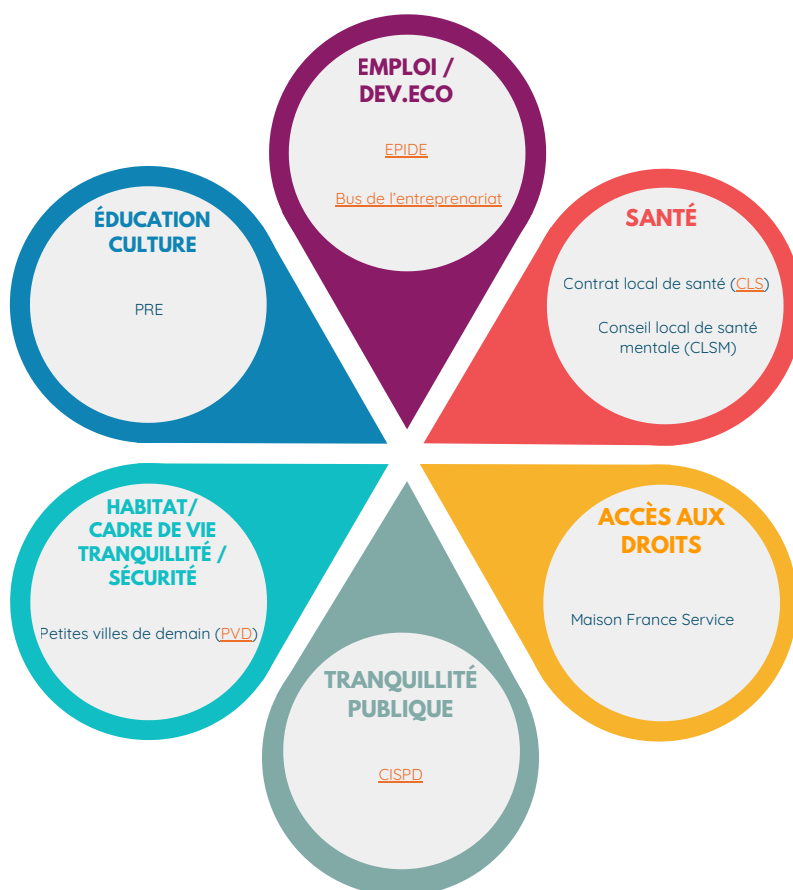 EMPLOI /
DEV.ECO
EPIDE
Bus de l'entreprenariat
ÉDUCATION
CULTURE
PRE
SANTÉ
Contrat local de santé (CLS)
Conseil local de santé
mentale (CLSM)
HABITAT/
CADRE DE VIE
TRANQUILLITÉ /
SÉCURITÉ
Petites villes de demain (PVD)
ACCÈS AUX
DROITS
Maison France Service
TRANQUILLITÉ
PUBLIQUE
CISPD